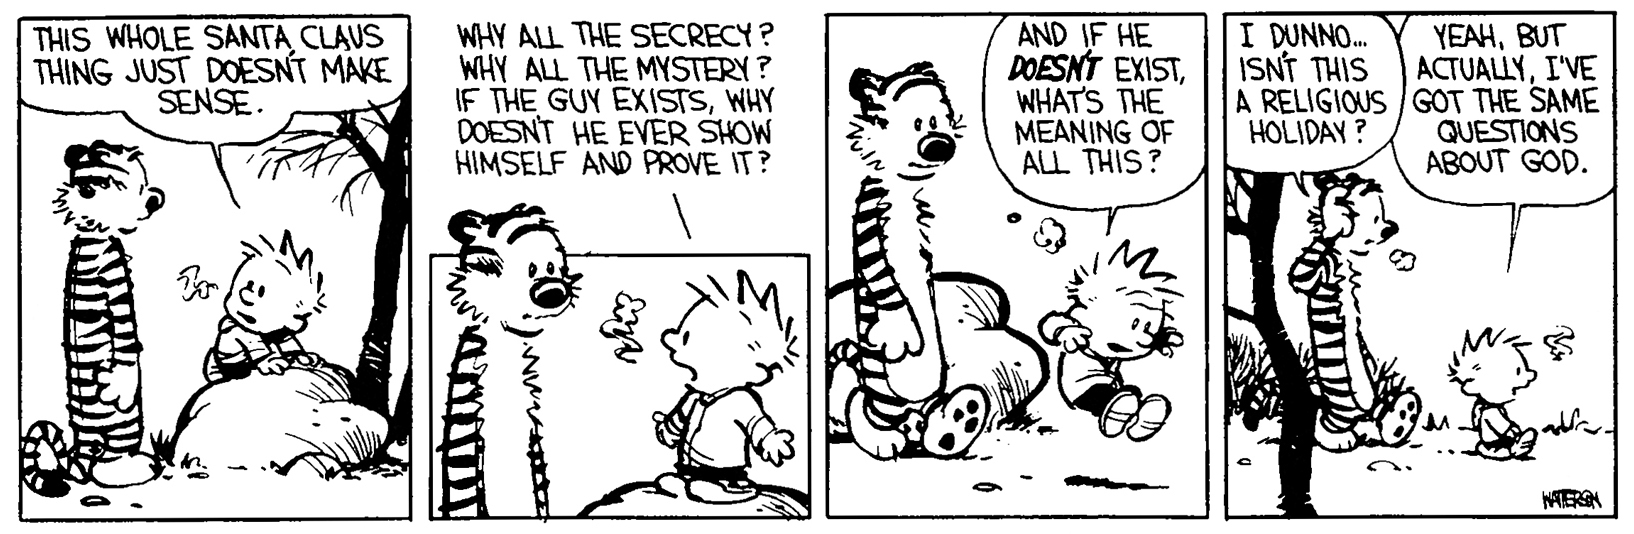 THIS WHOLE SANTA CLAUS
THING JUST DOESN'T MAKE
SENSE.
WHY ALL THE SECRECY?
WHY ALL THE MYSTERY?
IF THE GUY EXISTS, WHY
DOESN'T HE EVER SHOW
HIMSELF AND PROVE IT?
AND IF HE
DOESN'T EXIST,
WHAT'S THE
MEANING OF
ALL THIS?
I DUNNO...
ISN'T THIS
A RELIGIOUS
HOLIDAY?
YEAH, BUT
ACTUALLY, I'VE
GOT THE SAME
QUESTIONS
ABOUT GOD.
WATTERSON